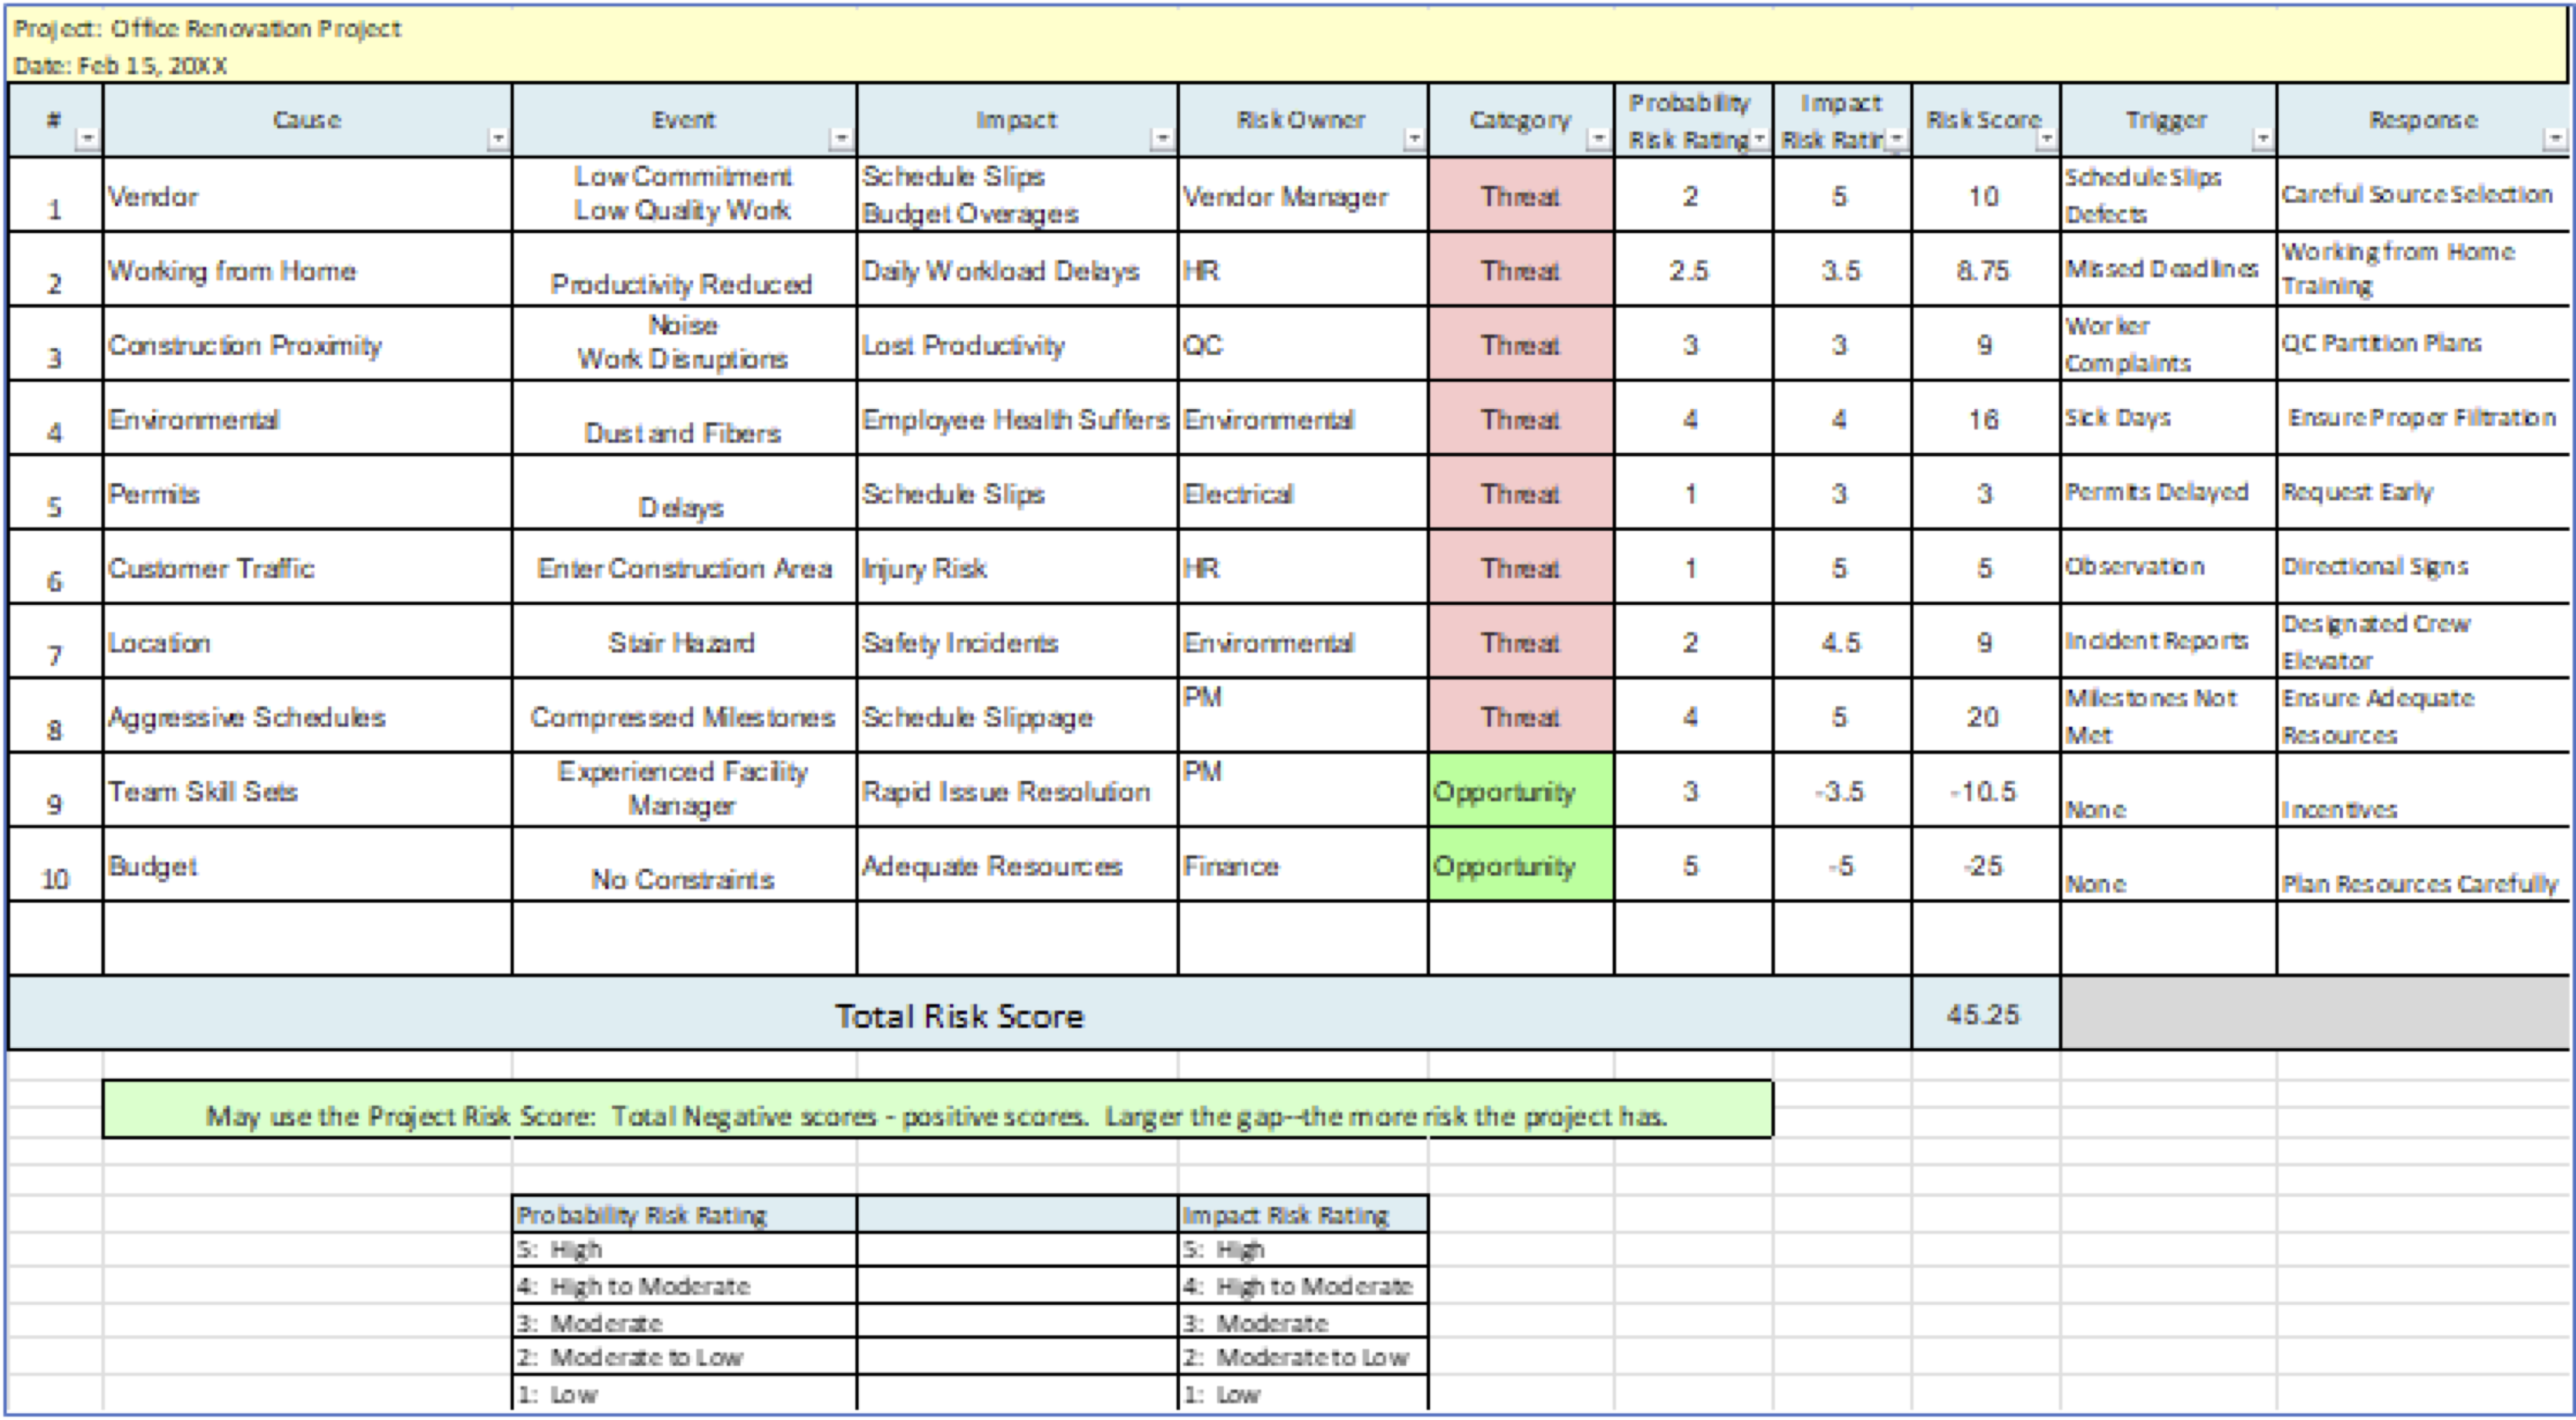 Project: Office Renovation Project
Date: Feb 15, 20XX
# Cause Event Impact Risk Owner Category Probability Risk Rating Impact Risk Ratin Risk Score Trigger Response
1 Vendor Low Commitment Low Quality Work Schedule Slips Budget Overages Vendor Manager Threat 2 5 10 Schedule Slips Defects Careful Source Selection
2 Working from Home Productivity Reduced Daily Workload Delays HR Threat 2.5 3.5 8.75 Missed Deadlines Working from Home Training
3 Construction Proximity Noise Work Disruptions Lost Productivity QC Threat 3 3 9 Worker Complaints QC Partition Plans
4 Environmental Dust and Fibers Employee Health Suffers Environmental Threat 4 4 16 Sick Days Ensure Proper Filtration
5 Permits Delays Schedule Slips Electrical Threat 1 3 3 Permits Delayed Request Early
6 Customer Traffic Enter Construction Area Injury Risk HR Threat 1 5 5 Observation Directional Signs
7 Location Stair Hazard Safety Incidents Environmental Threat 2 4.5 9 Incident Reports Designated Crew Elevator
8 Aggressive Schedules Compressed Milestones Schedule Slippage PM Threat 4 5 20 Milestones Not Met Ensure Adequate Resources
9 Team Skill Sets Experienced Facility Manager Rapid Issue Resolution PM Opportunity 3 -3.5 -10.5 None Incentives
10 Budget No Constraints Adequate Resources Finance Opportunity 5 -5 -25 None Plan Resources Carefully
Total Risk Score 45.25
May use the Project Risk Score: Total Negative scores - positive scores. Larger the gap--the more risk the project has.
Probability Risk Rating Impact Risk Rating
5: High 5: High
4: High to Moderate 4: High to Moderate
3: Moderate 3: Moderate
2: Moderate to Low 2: Moderate to Low
1: Low 1: Low